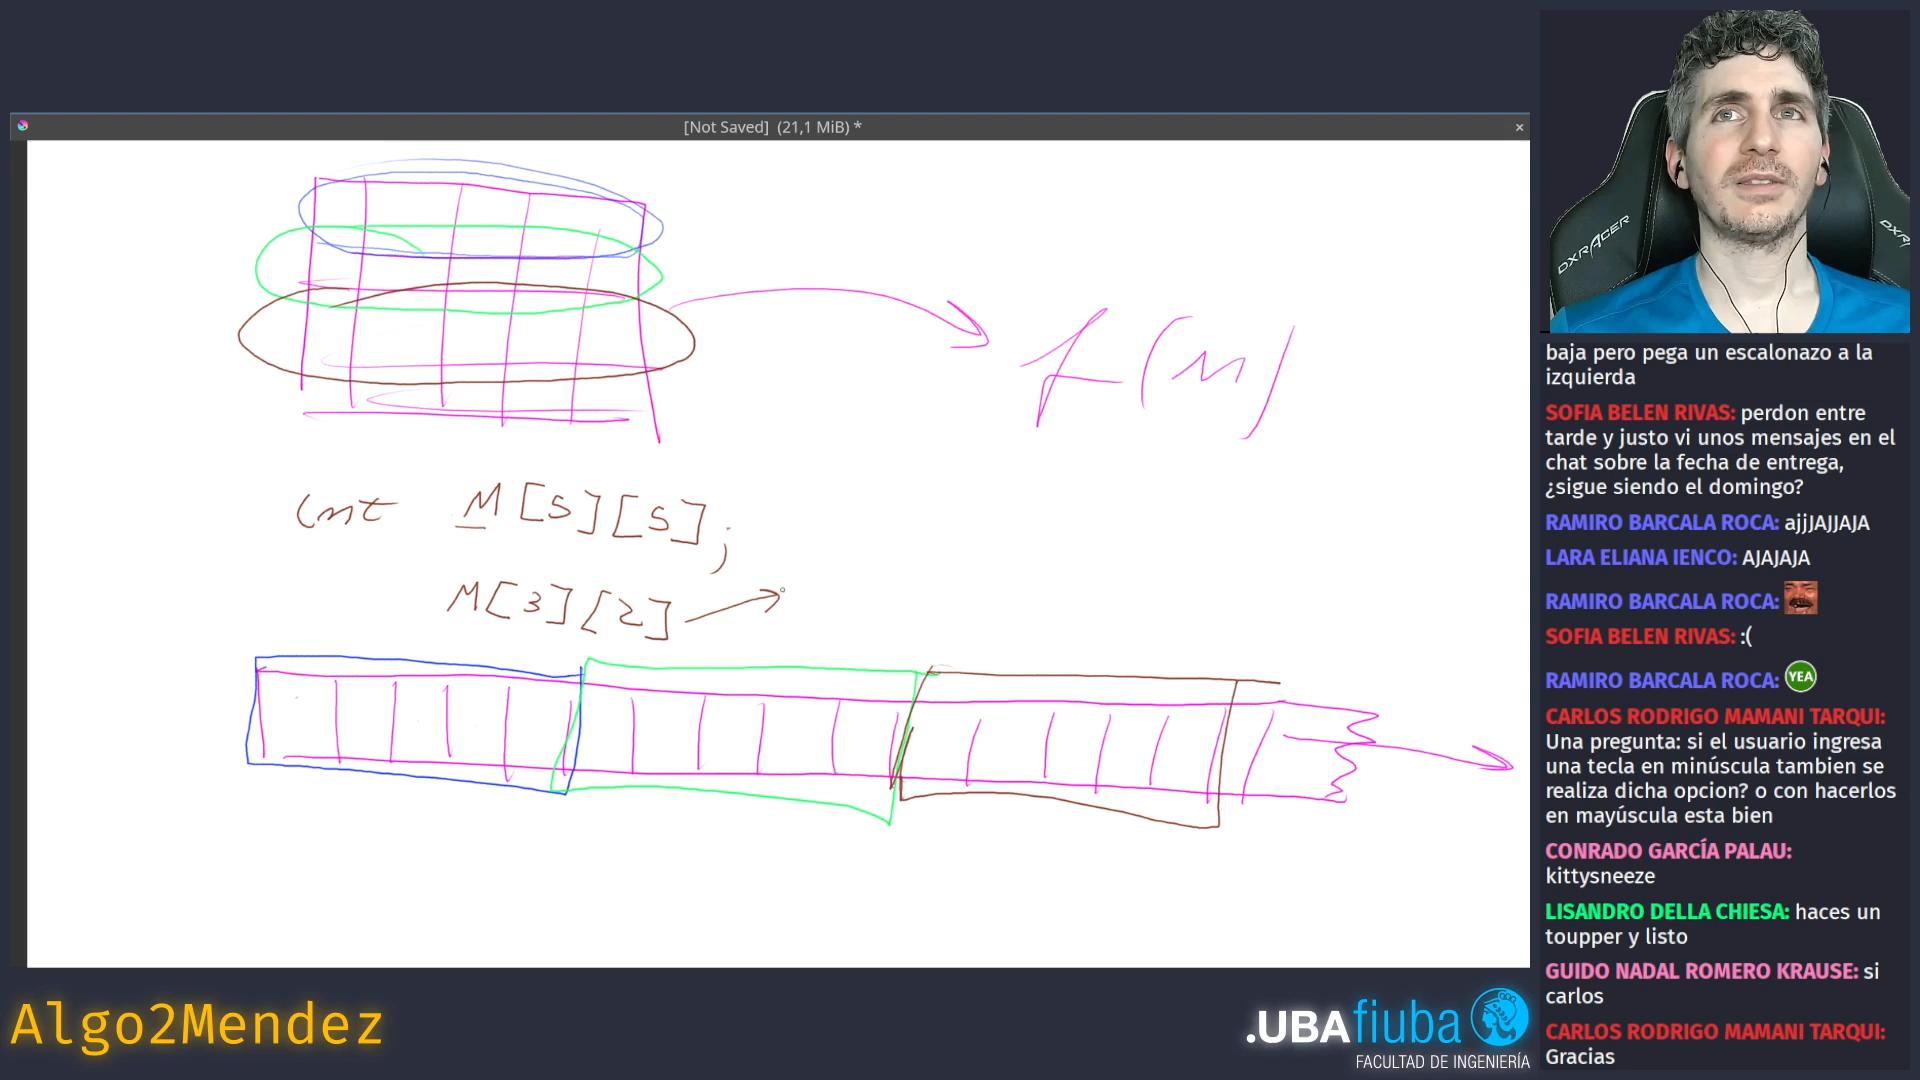 [Not Saved] (21,1 MiB) *
×
f(m)
int M[5][5];
M[3][2]
DXRACER
baja pero pega un escalonazo a la
izquierda
SOFIA BELEN RIVAS: perdon entre
tarde y justo vi unos mensajes en el
chat sobre la fecha de entrega,
¿sigue siendo el domingo?
RAMIRO BARCALA ROCA: ajjJAJJAJA
LARA ELIANA IENCO: AJAJAJA
RAMIRO BARCALA ROCA:
SOFIA BELEN RIVAS: :(
RAMIRO BARCALA ROCA: YEA
CARLOS RODRIGO MAMANI TARQUI:
Una pregunta: si el usuario ingresa
una tecla en minúscula tambien se
realiza dicha opcion? o con hacerlos
en mayúscula esta bien
CONRADO GARCÍA PALAU:
kittysneeze
LISANDRO DELLA CHIESA: haces un
toupper y listo
GUIDO NADAL ROMERO KRAUSE: si
carlos
CARLOS RODRIGO MAMANI TARQUI:
Gracias
Algo2Mendez
.UBAfiuba
FACULTAD DE INGENIERÍA